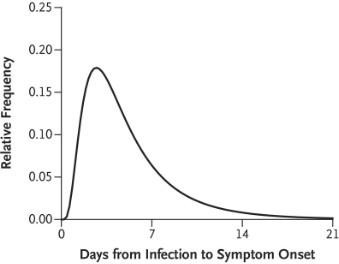 0.25
0.20
0.15
0.10
0.05
0.00
Relative Frequency
0 7 14 21
Days from Infection to Symptom Onset